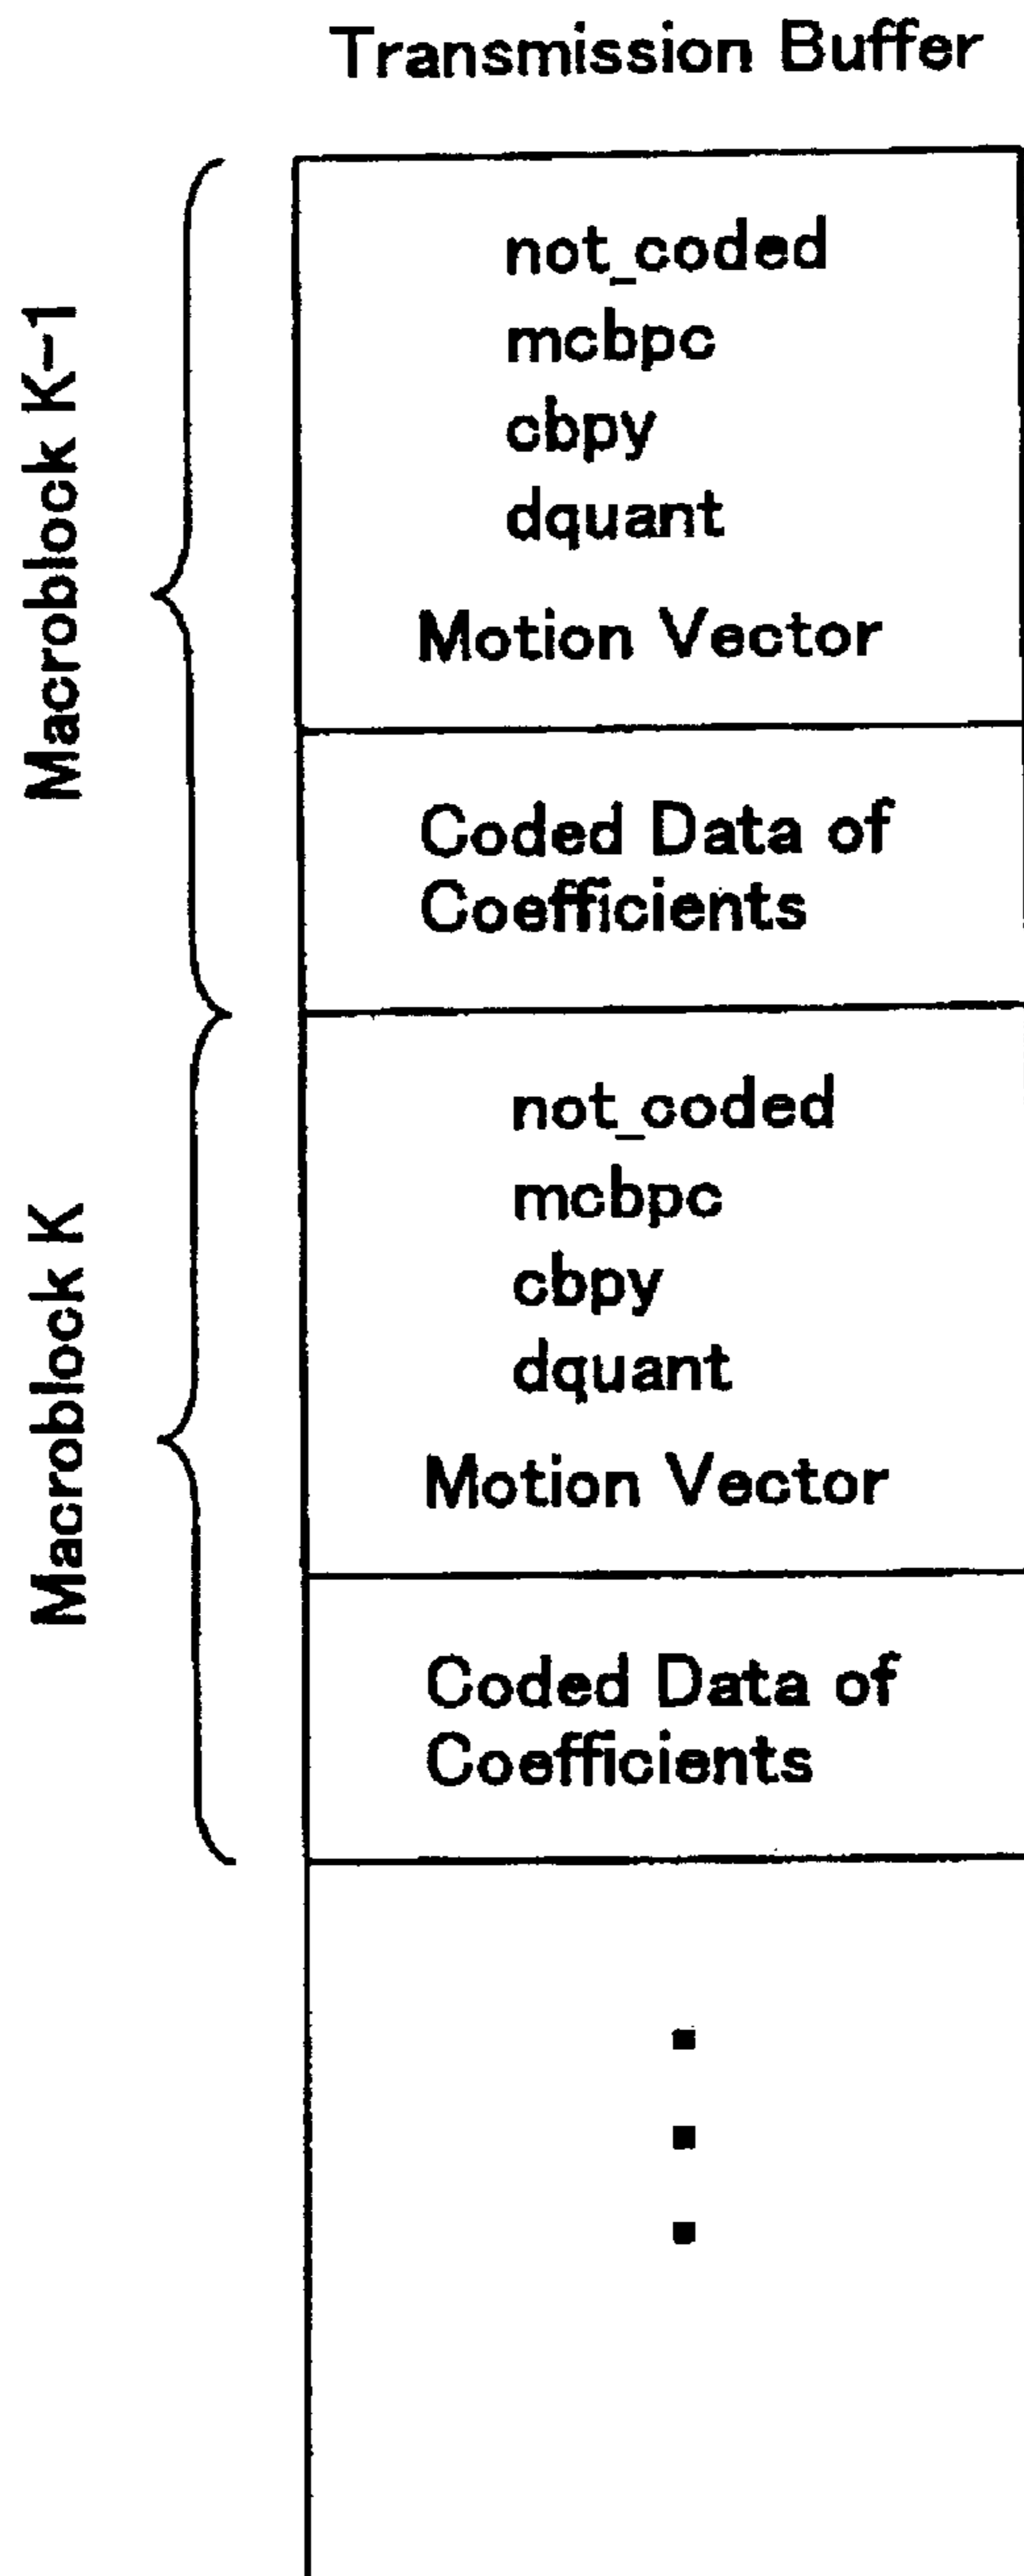 Transmission Buffer
Macroblock K-1
not_coded
mcbpc
cbpy
dquant
Motion Vector
Coded Data of
Coefficients
Macroblock K
not_coded
mcbpc
cbpy
dquant
Motion Vector
Coded Data of
Coefficients